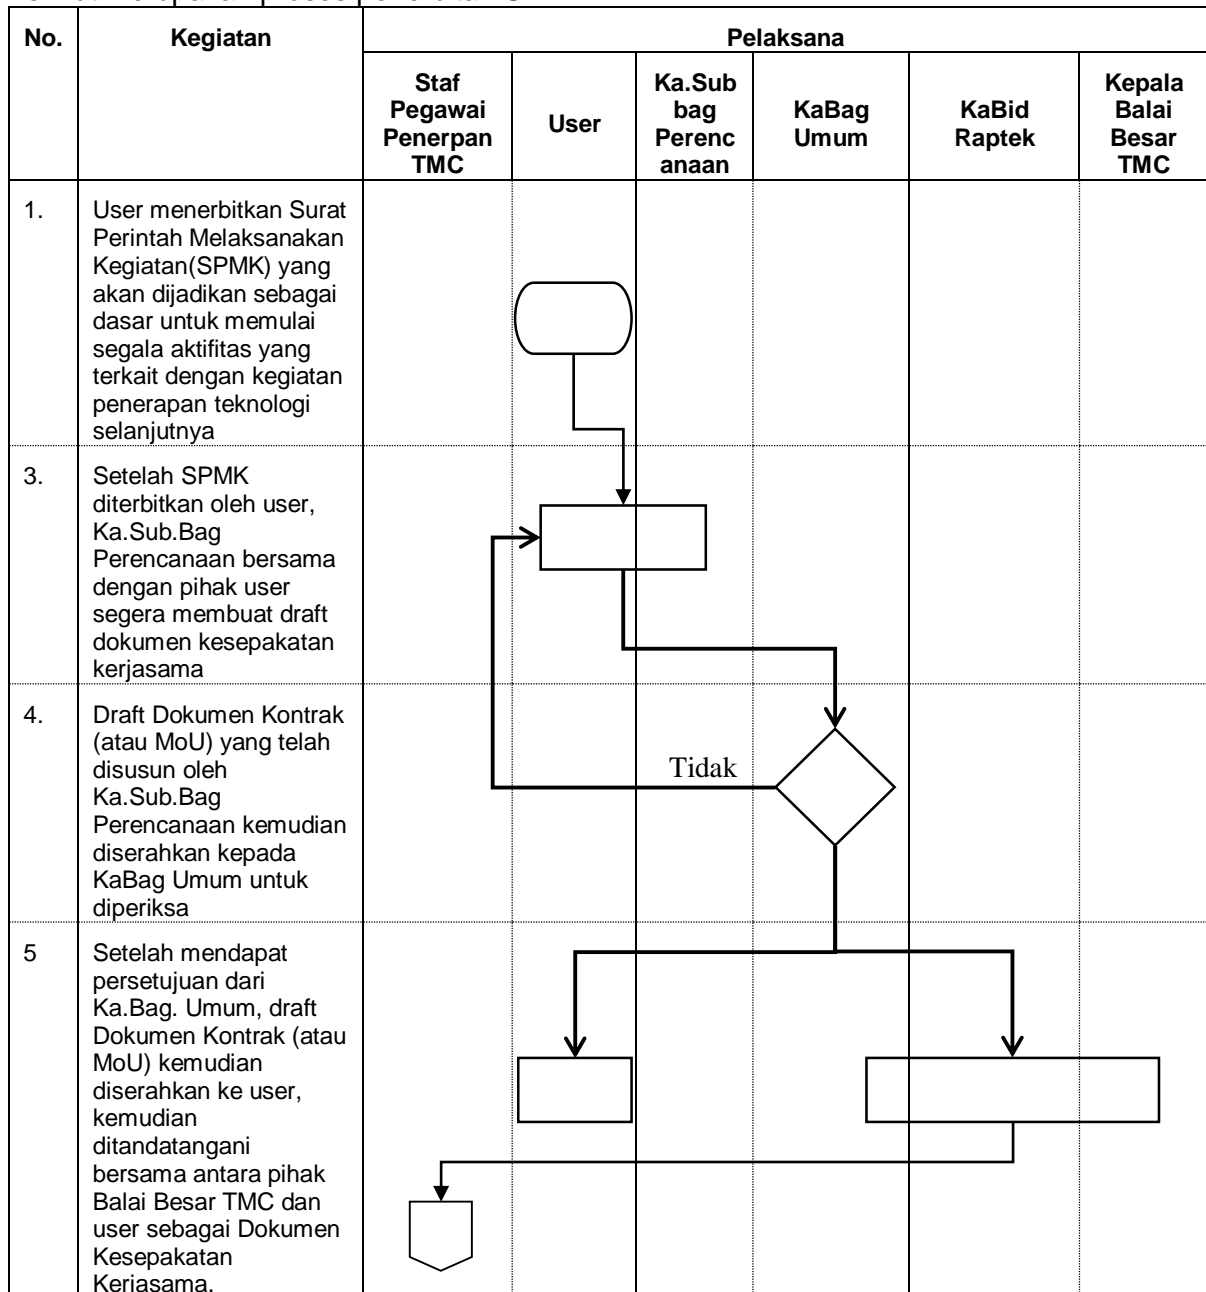 No.
Kegiatan
Pelaksana
Staf
Pegawai
Penerpan
TMC
User
Ka.Sub
bag
Perenc
anaan
KaBag
Umum
KaBid
Raptek
Kepala
Balai
Besar
TMC
1.
User menerbitkan Surat
Perintah Melaksanakan
Kegiatan(SPMK) yang
akan dijadikan sebagai
dasar untuk memulai
segala aktifitas yang
terkait dengan kegiatan
penerapan teknologi
selanjutnya
3.
Setelah SPMK
diterbitkan oleh user,
Ka.Sub.Bag
Perencanaan bersama
dengan pihak user
segera membuat draft
dokumen kesepakatan
kerjasama
4.
Draft Dokumen Kontrak
(atau MoU) yang telah
disusun oleh
Ka.Sub.Bag
Perencanaan kemudian
diserahkan kepada
KaBag Umum untuk
diperiksa
Tidak
5
Setelah mendapat
persetujuan dari
Ka.Bag. Umum, draft
Dokumen Kontrak (atau
MoU) kemudian
diserahkan ke user,
kemudian
ditandatangani
bersama antara pihak
Balai Besar TMC dan
user sebagai Dokumen
Kesepakatan
Kerjasama.